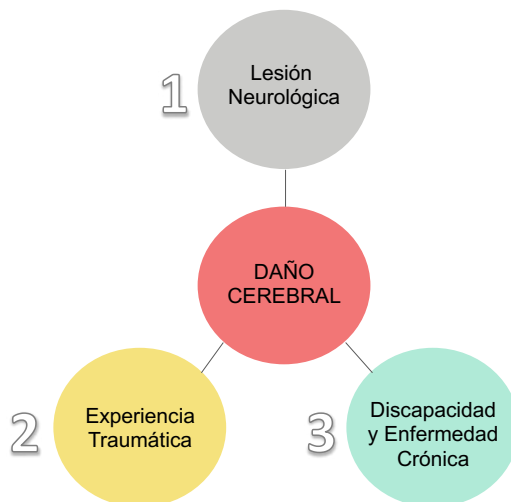 1
Lesión
Neurológica
DAÑO
CEREBRAL
2
Experiencia
Traumática
3
Discapacidad
y Enfermedad
Crónica